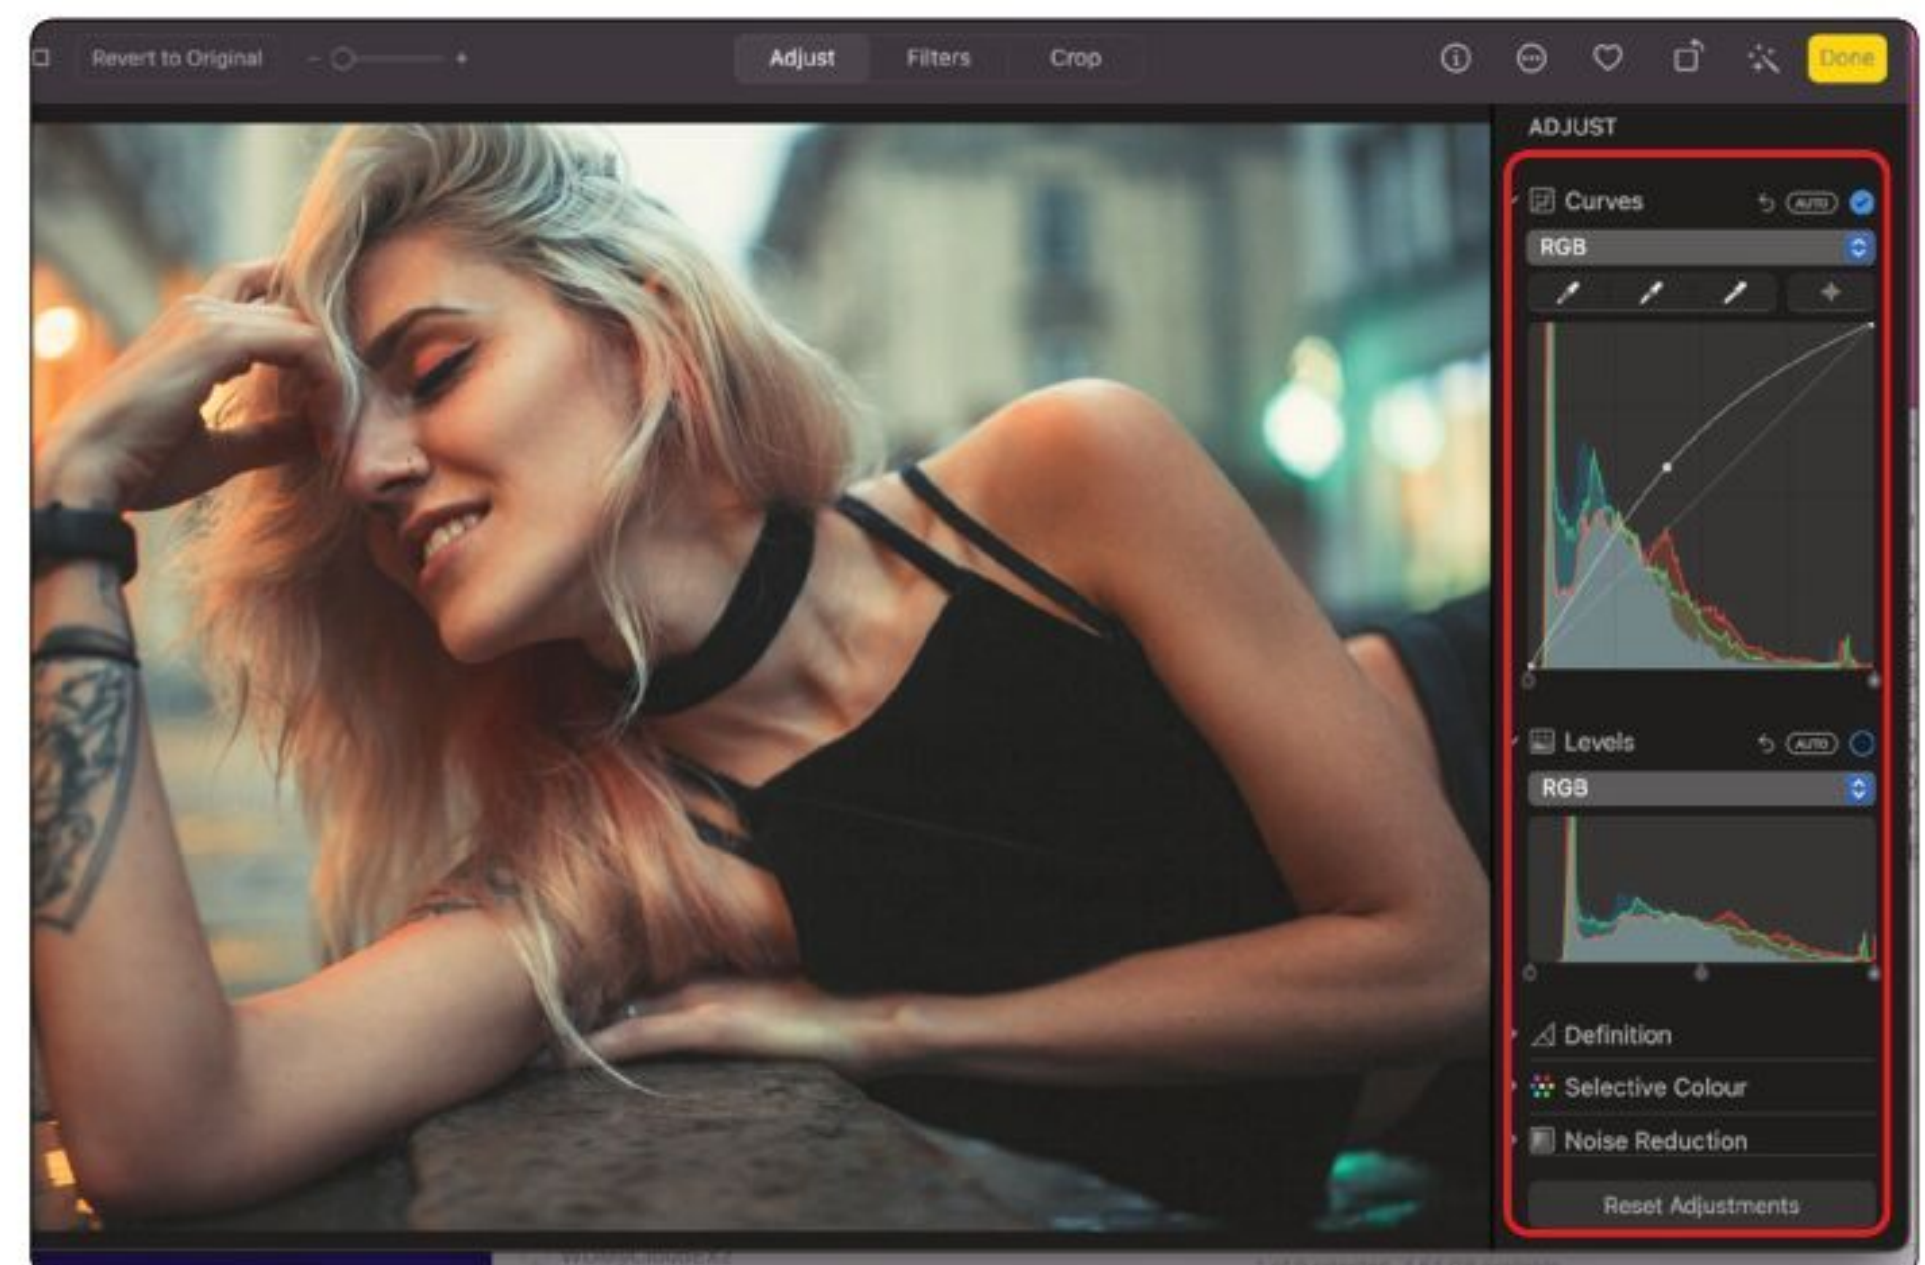 Revert to Original
Adjust Filters Crop
Done
ADJUST
Curves AUTO
RGB
Levels AUTO
RGB
Definition
Selective Colour
Noise Reduction
Reset Adjustments